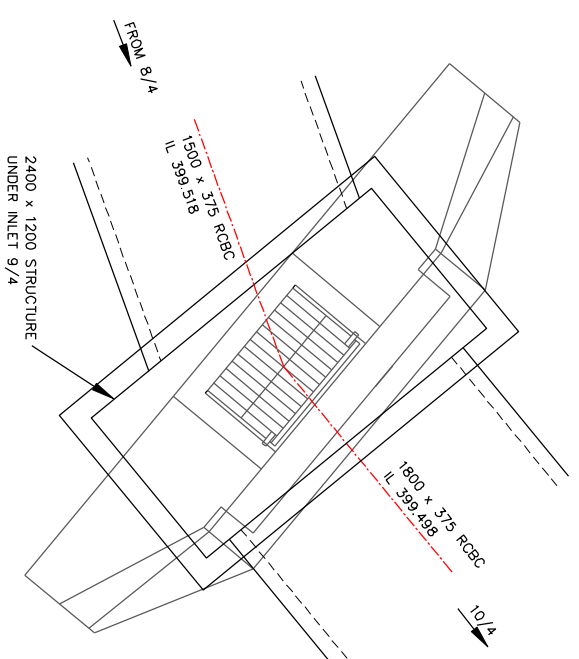 FROM 8/4
1500 x 375 RCBC
IL 399.518
2400 x 1200 STRUCTURE
UNDER INLET 9/4
1800 x 375 RCBC
IL 399.498
10/4